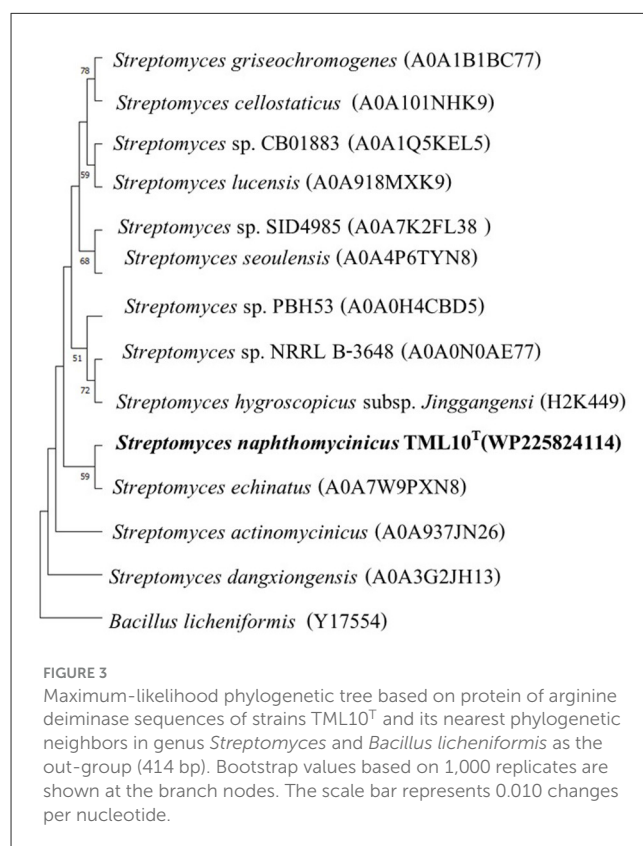 Streptomyces griseochromogenes (A0A1B1BC77)
78
Streptomyces cellostaticus (A0A101NHK9)
Streptomyces sp. CB01883 (A0A1Q5KEL5)
59
Streptomyces lucensis (A0A918MXK9)
Streptomyces sp. SID4985 (A0A7K2FL38 )
68
Streptomyces seoulensis (A0A4P6TYN8)
Streptomyces sp. PBH53 (A0A0H4CBD5)
51
Streptomyces sp. NRRL B-3648 (A0A0N0AE77)
72
Streptomyces hygroscopicus subsp. Jinggangensi (H2K449)
Streptomyces naphthomycinicus TML10ᵀ(WP225824114)
59
Streptomyces echinatus (A0A7W9PXN8)
Streptomyces actinomycinicus (A0A937JN26)
Streptomyces dangxiongensis (A0A3G2JH13)
Bacillus licheniformis (Y17554)
FIGURE 3
Maximum-likelihood phylogenetic tree based on protein of arginine
deiminase sequences of strains TML10ᵀ and its nearest phylogenetic
neighbors in genus Streptomyces and Bacillus licheniformis as the
out-group (414 bp). Bootstrap values based on 1,000 replicates are
shown at the branch nodes. The scale bar represents 0.010 changes
per nucleotide.